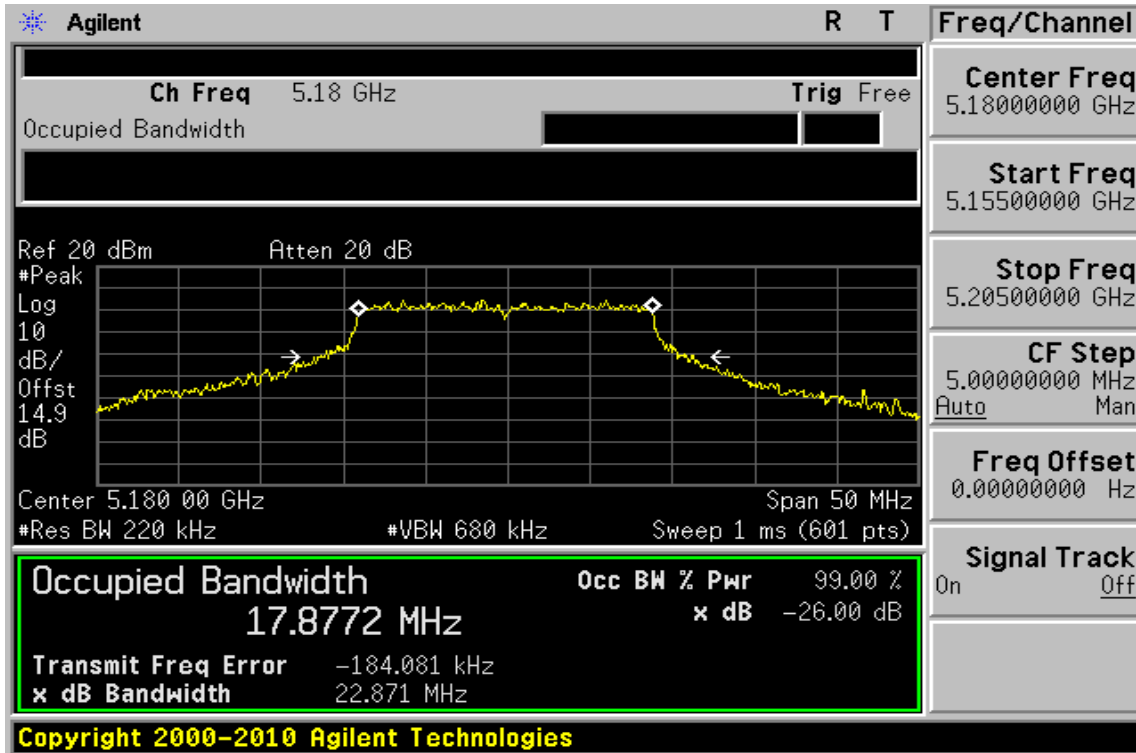 Agilent R T
Ch Freq 5.18 GHz Trig Free
Occupied Bandwidth
Ref 20 dBm Atten 20 dB
#Peak
Log
10
dB/
Offst
14.9
dB
Center 5.180 00 GHz Span 50 MHz
#Res BW 220 kHz #VBW 680 kHz Sweep 1 ms (601 pts)
Occupied Bandwidth Occ BW % Pwr 99.00 %
17.8772 MHz x dB -26.00 dB
Transmit Freq Error -184.081 kHz
x dB Bandwidth 22.871 MHz
Copyright 2000-2010 Agilent Technologies
Freq/Channel
Center Freq
5.18000000 GHz
Start Freq
5.15500000 GHz
Stop Freq
5.20500000 GHz
CF Step
5.00000000 MHz
Auto Man
Freq Offset
0.00000000 Hz
Signal Track
On Off